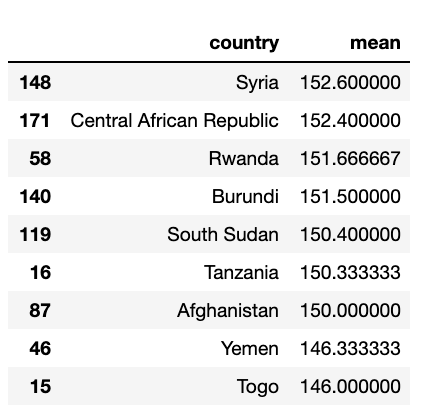 country mean
148 Syria 152.600000
171 Central African Republic 152.400000
58 Rwanda 151.666667
140 Burundi 151.500000
119 South Sudan 150.400000
16 Tanzania 150.333333
87 Afghanistan 150.000000
46 Yemen 146.333333
15 Togo 146.000000